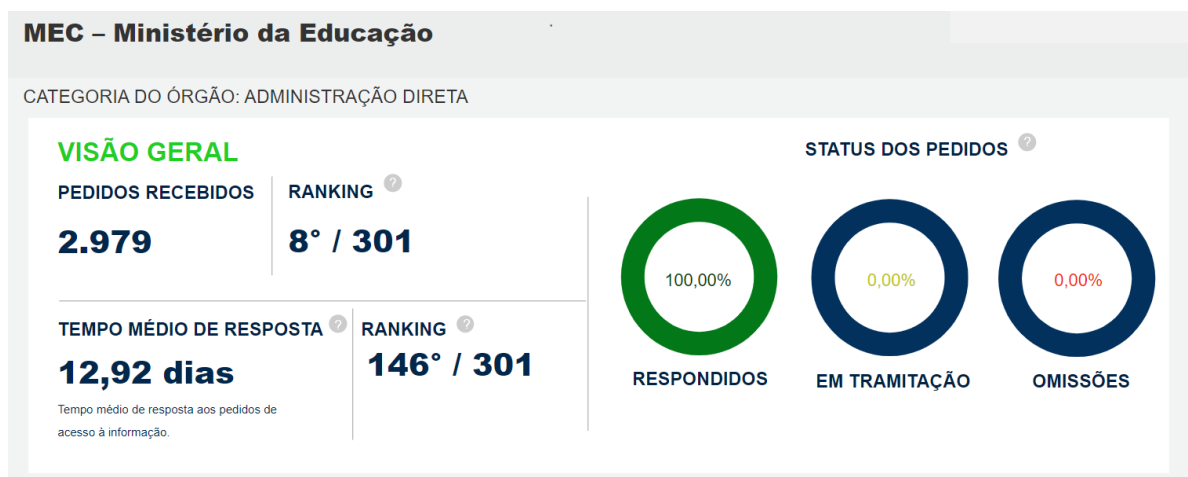 MEC – Ministério da Educação
CATEGORIA DO ÓRGÃO: ADMINISTRAÇÃO DIRETA
VISÃO GERAL
PEDIDOS RECEBIDOS
2.979
RANKING ?
8° / 301
TEMPO MÉDIO DE RESPOSTA ?
12,92 dias
Tempo médio de resposta aos pedidos de
acesso à informação.
RANKING ?
146° / 301
STATUS DOS PEDIDOS ?
100,00%
RESPONDIDOS
0,00%
EM TRAMITAÇÃO
0,00%
OMISSÕES